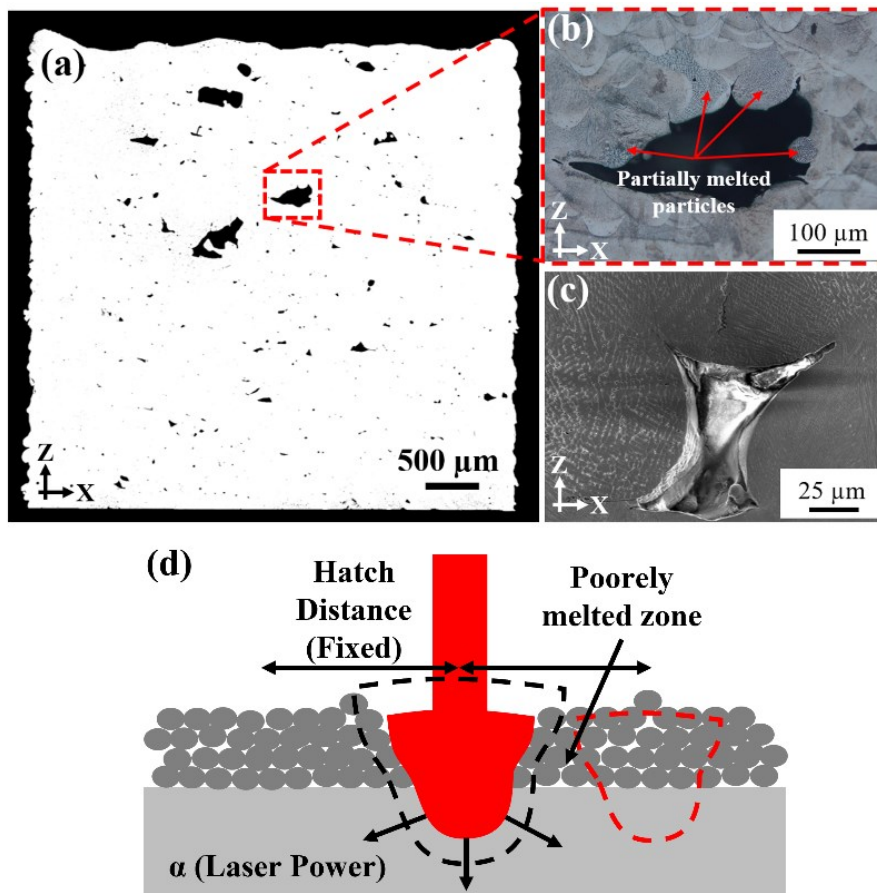 (a)
Z
X
500 µm
(b)
Partially melted
particles
Z
X
100 µm
(c)
Z
X
25 µm
(d)
Hatch
Distance
(Fixed)
Poorely
melted zone
α (Laser Power)